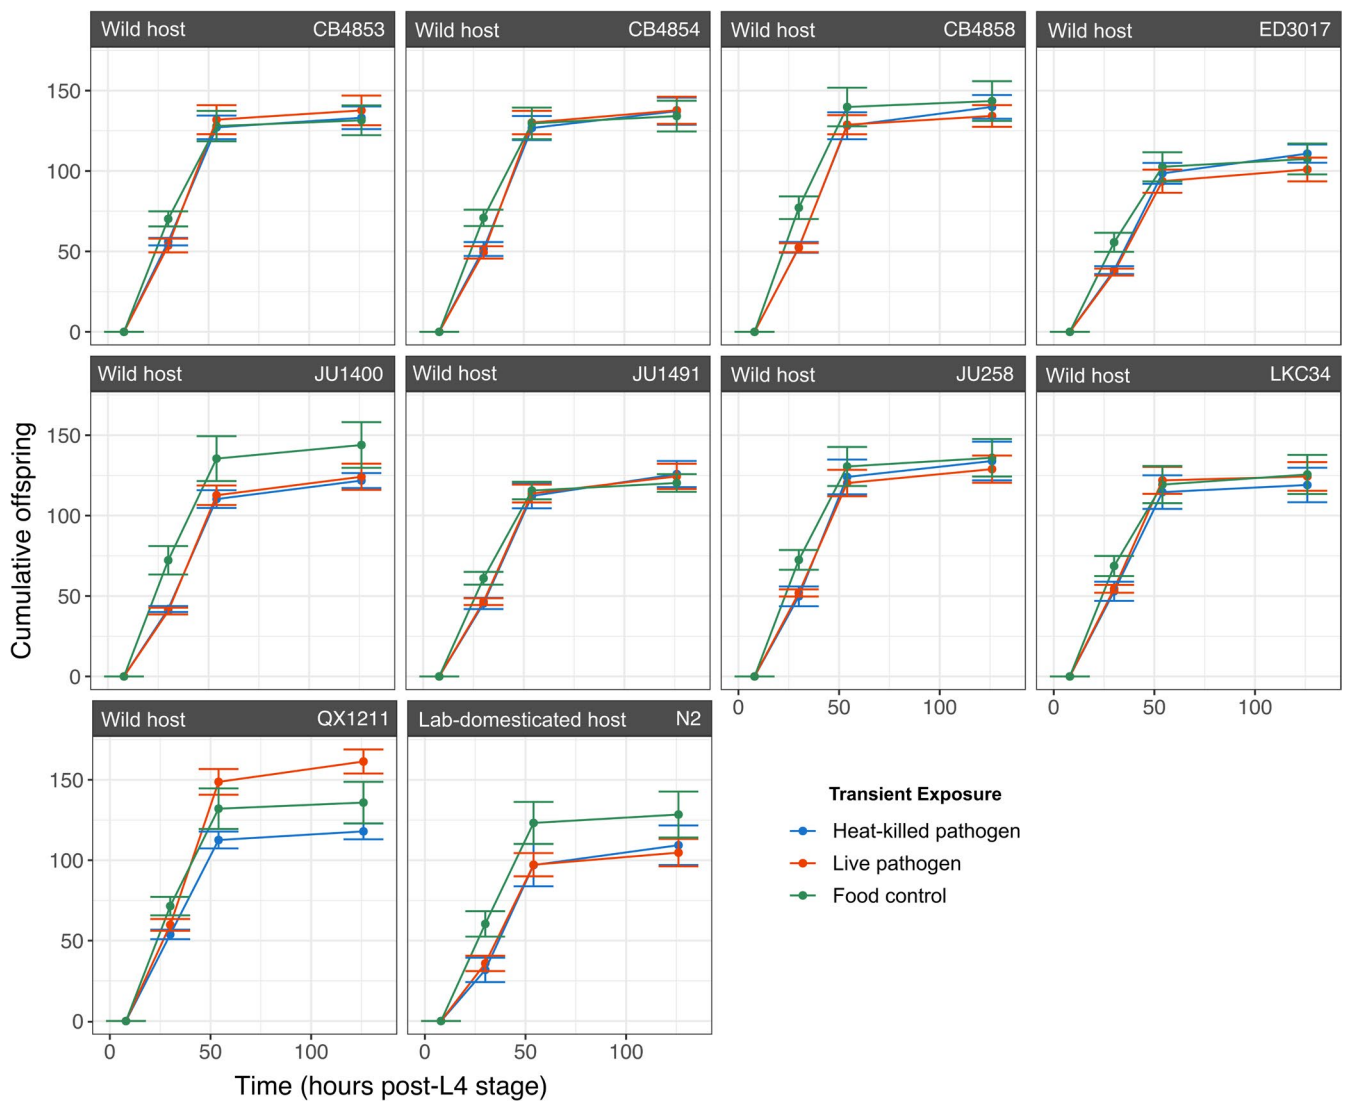 Wild host CB4853
Wild host CB4854
Wild host CB4858
Wild host ED3017
150
100
50
0
Wild host JU1400
Wild host JU1491
Wild host JU258
Wild host LKC34
150
100
50
0
0 50 100
0 50 100
Cumulative offspring
Wild host QX1211
Lab-domesticated host N2
150
100
50
0
0 50 100
0 50 100
Time (hours post-L4 stage)
Transient Exposure
Heat-killed pathogen
Live pathogen
Food control